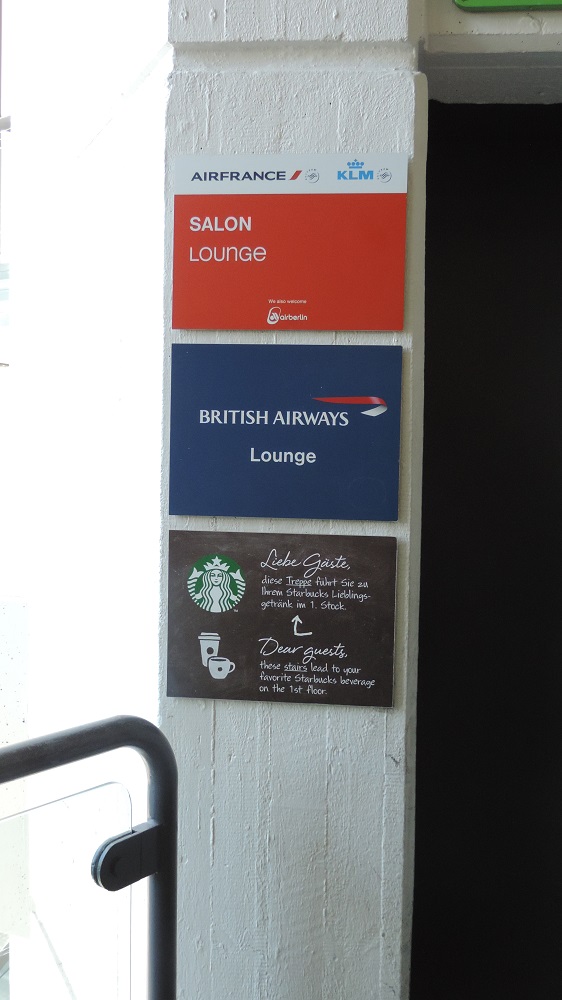 AIRFRANCE KLM
SALON
Lounge
We also welcome
airberlin
BRITISH AIRWAYS
Lounge
Liebe Gäste,
diese Treppe führt Sie zu
Ihrem Starbucks Lieblings-
getränk im 1. Stock.
Dear guests,
these stairs lead to your
favorite Starbucks beverage
on the 1st floor.